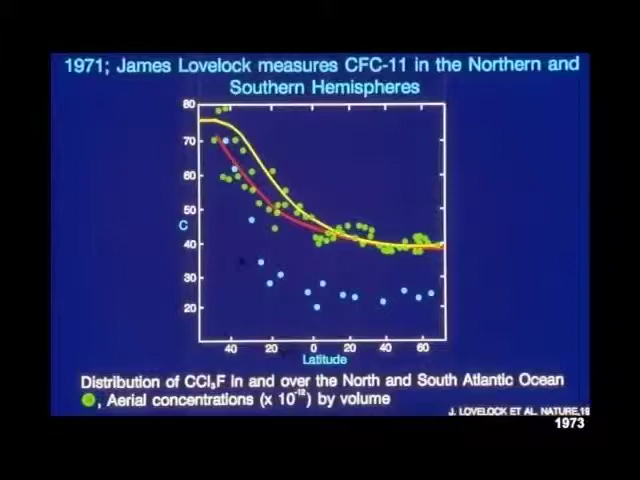 1971; James Lovelock measures CFC-11 in the Northern and
Southern Hemispheres
80
70
60
50
C
40
30
20
40 20 0 20 40 60
Latitude
Distribution of CCl₃F in and over the North and South Atlantic Ocean
, Aerial concentrations (x 10⁻¹²) by volume
J. LOVELOCK ET AL. NATURE,19
1973